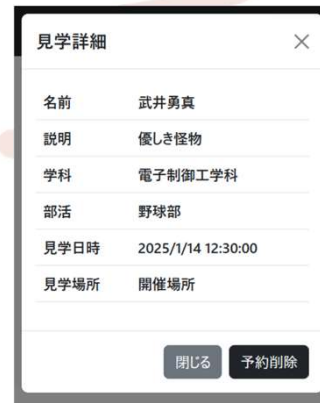 見学詳細
名前 武井勇真
説明 優しき怪物
学科 電子制御工学科
部活 野球部
見学日時 2025/1/14 12:30:00
見学場所 開催場所
閉じる 予約削除